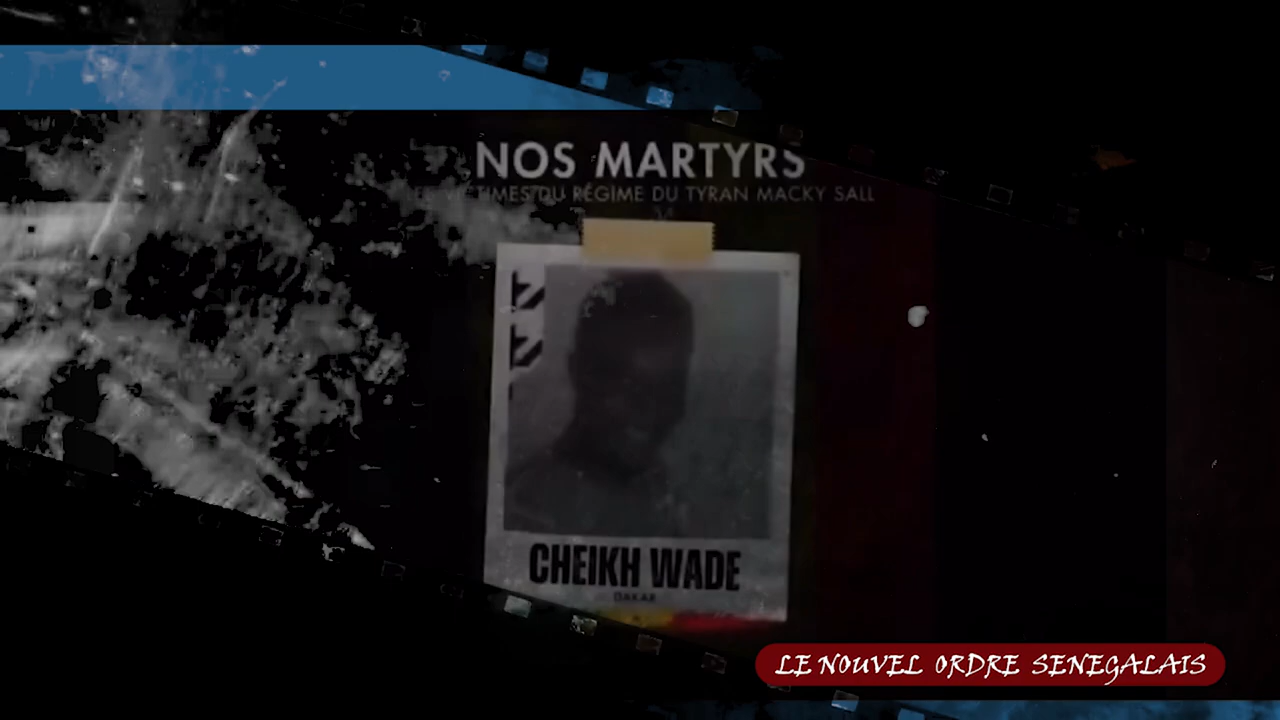 NOS MARTYRS
VICTIMES DU RÉGIME DU TYRAN MACKY SALL
CHEIKH WADE
DAKAR
LE NOUVEL ORDRE SENEGALAIS